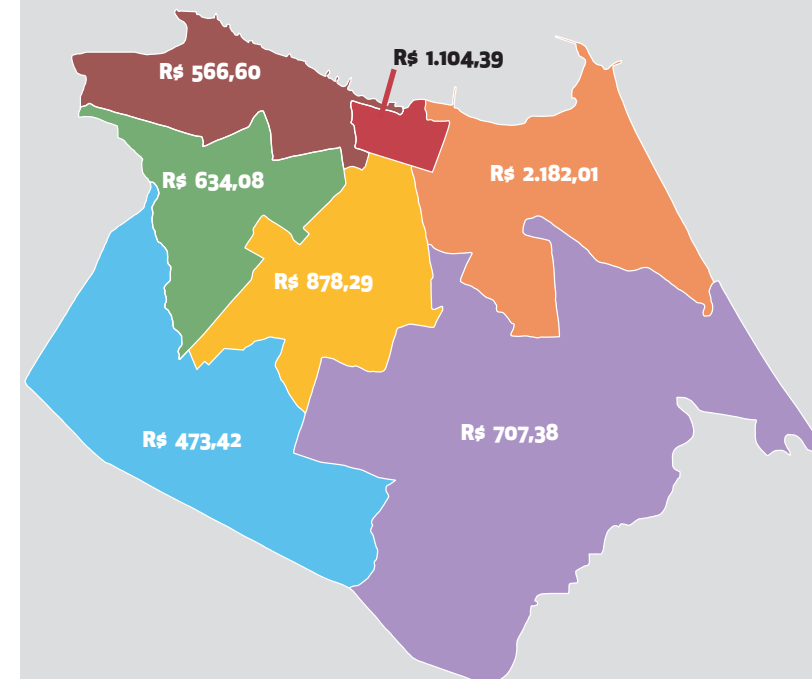 R$ 1.104,39
R$ 566,60
R$ 634,08
R$ 2.182,01
R$ 878,29
R$ 473,42
R$ 707,38